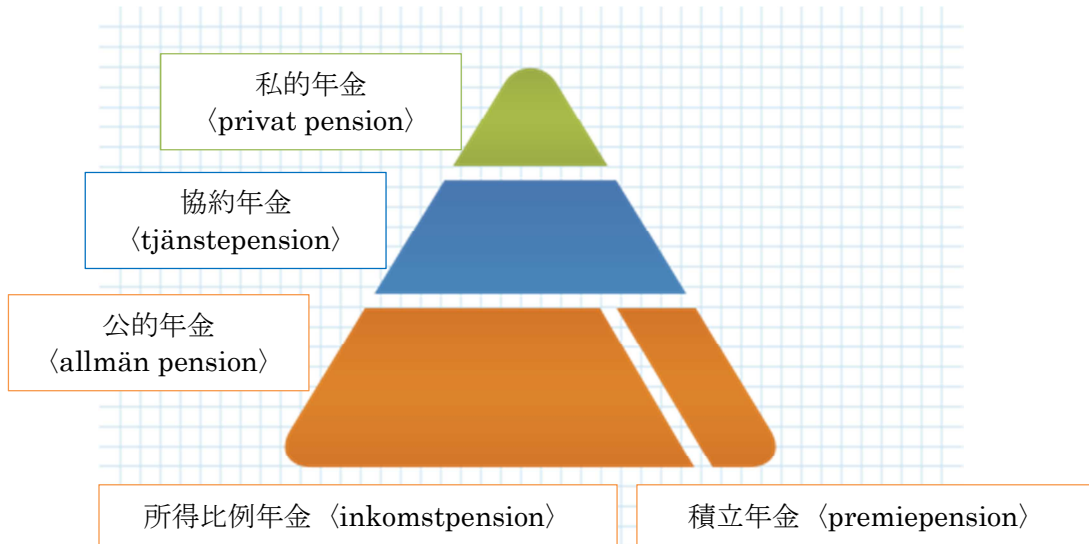 私的年金
〈privat pension〉
協約年金
〈tjänstepension〉
公的年金
〈allmän pension〉
所得比例年金〈inkomstpension〉
積立年金〈premiepension〉